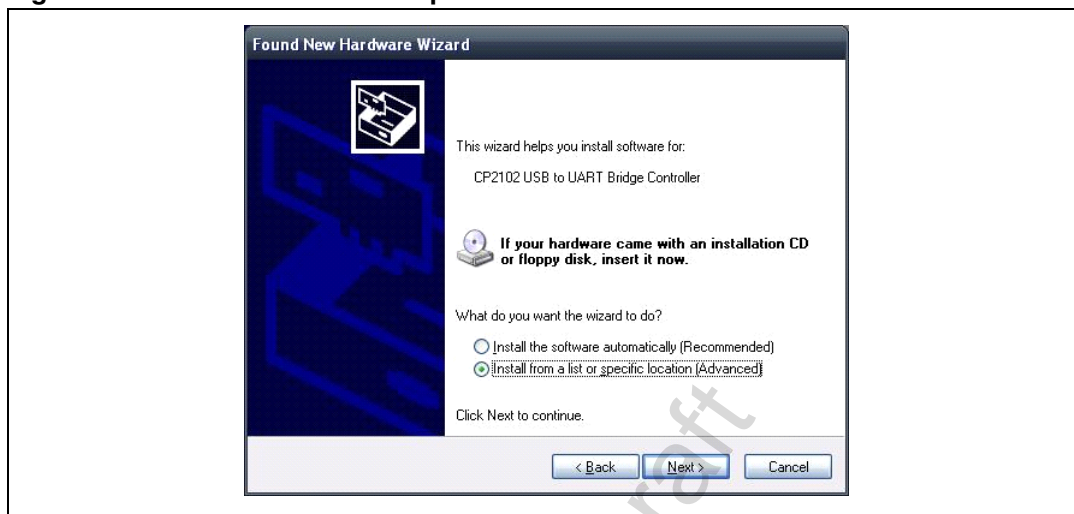 Found New Hardware Wizard
This wizard helps you install software for:
CP2102 USB to UART Bridge Controller
If your hardware came with an installation CD
or floppy disk, insert it now.
What do you want the wizard to do?
Install the software automatically (Recommended)
Install from a list or specific location (Advanced)
Click Next to continue.
< Back Next > Cancel